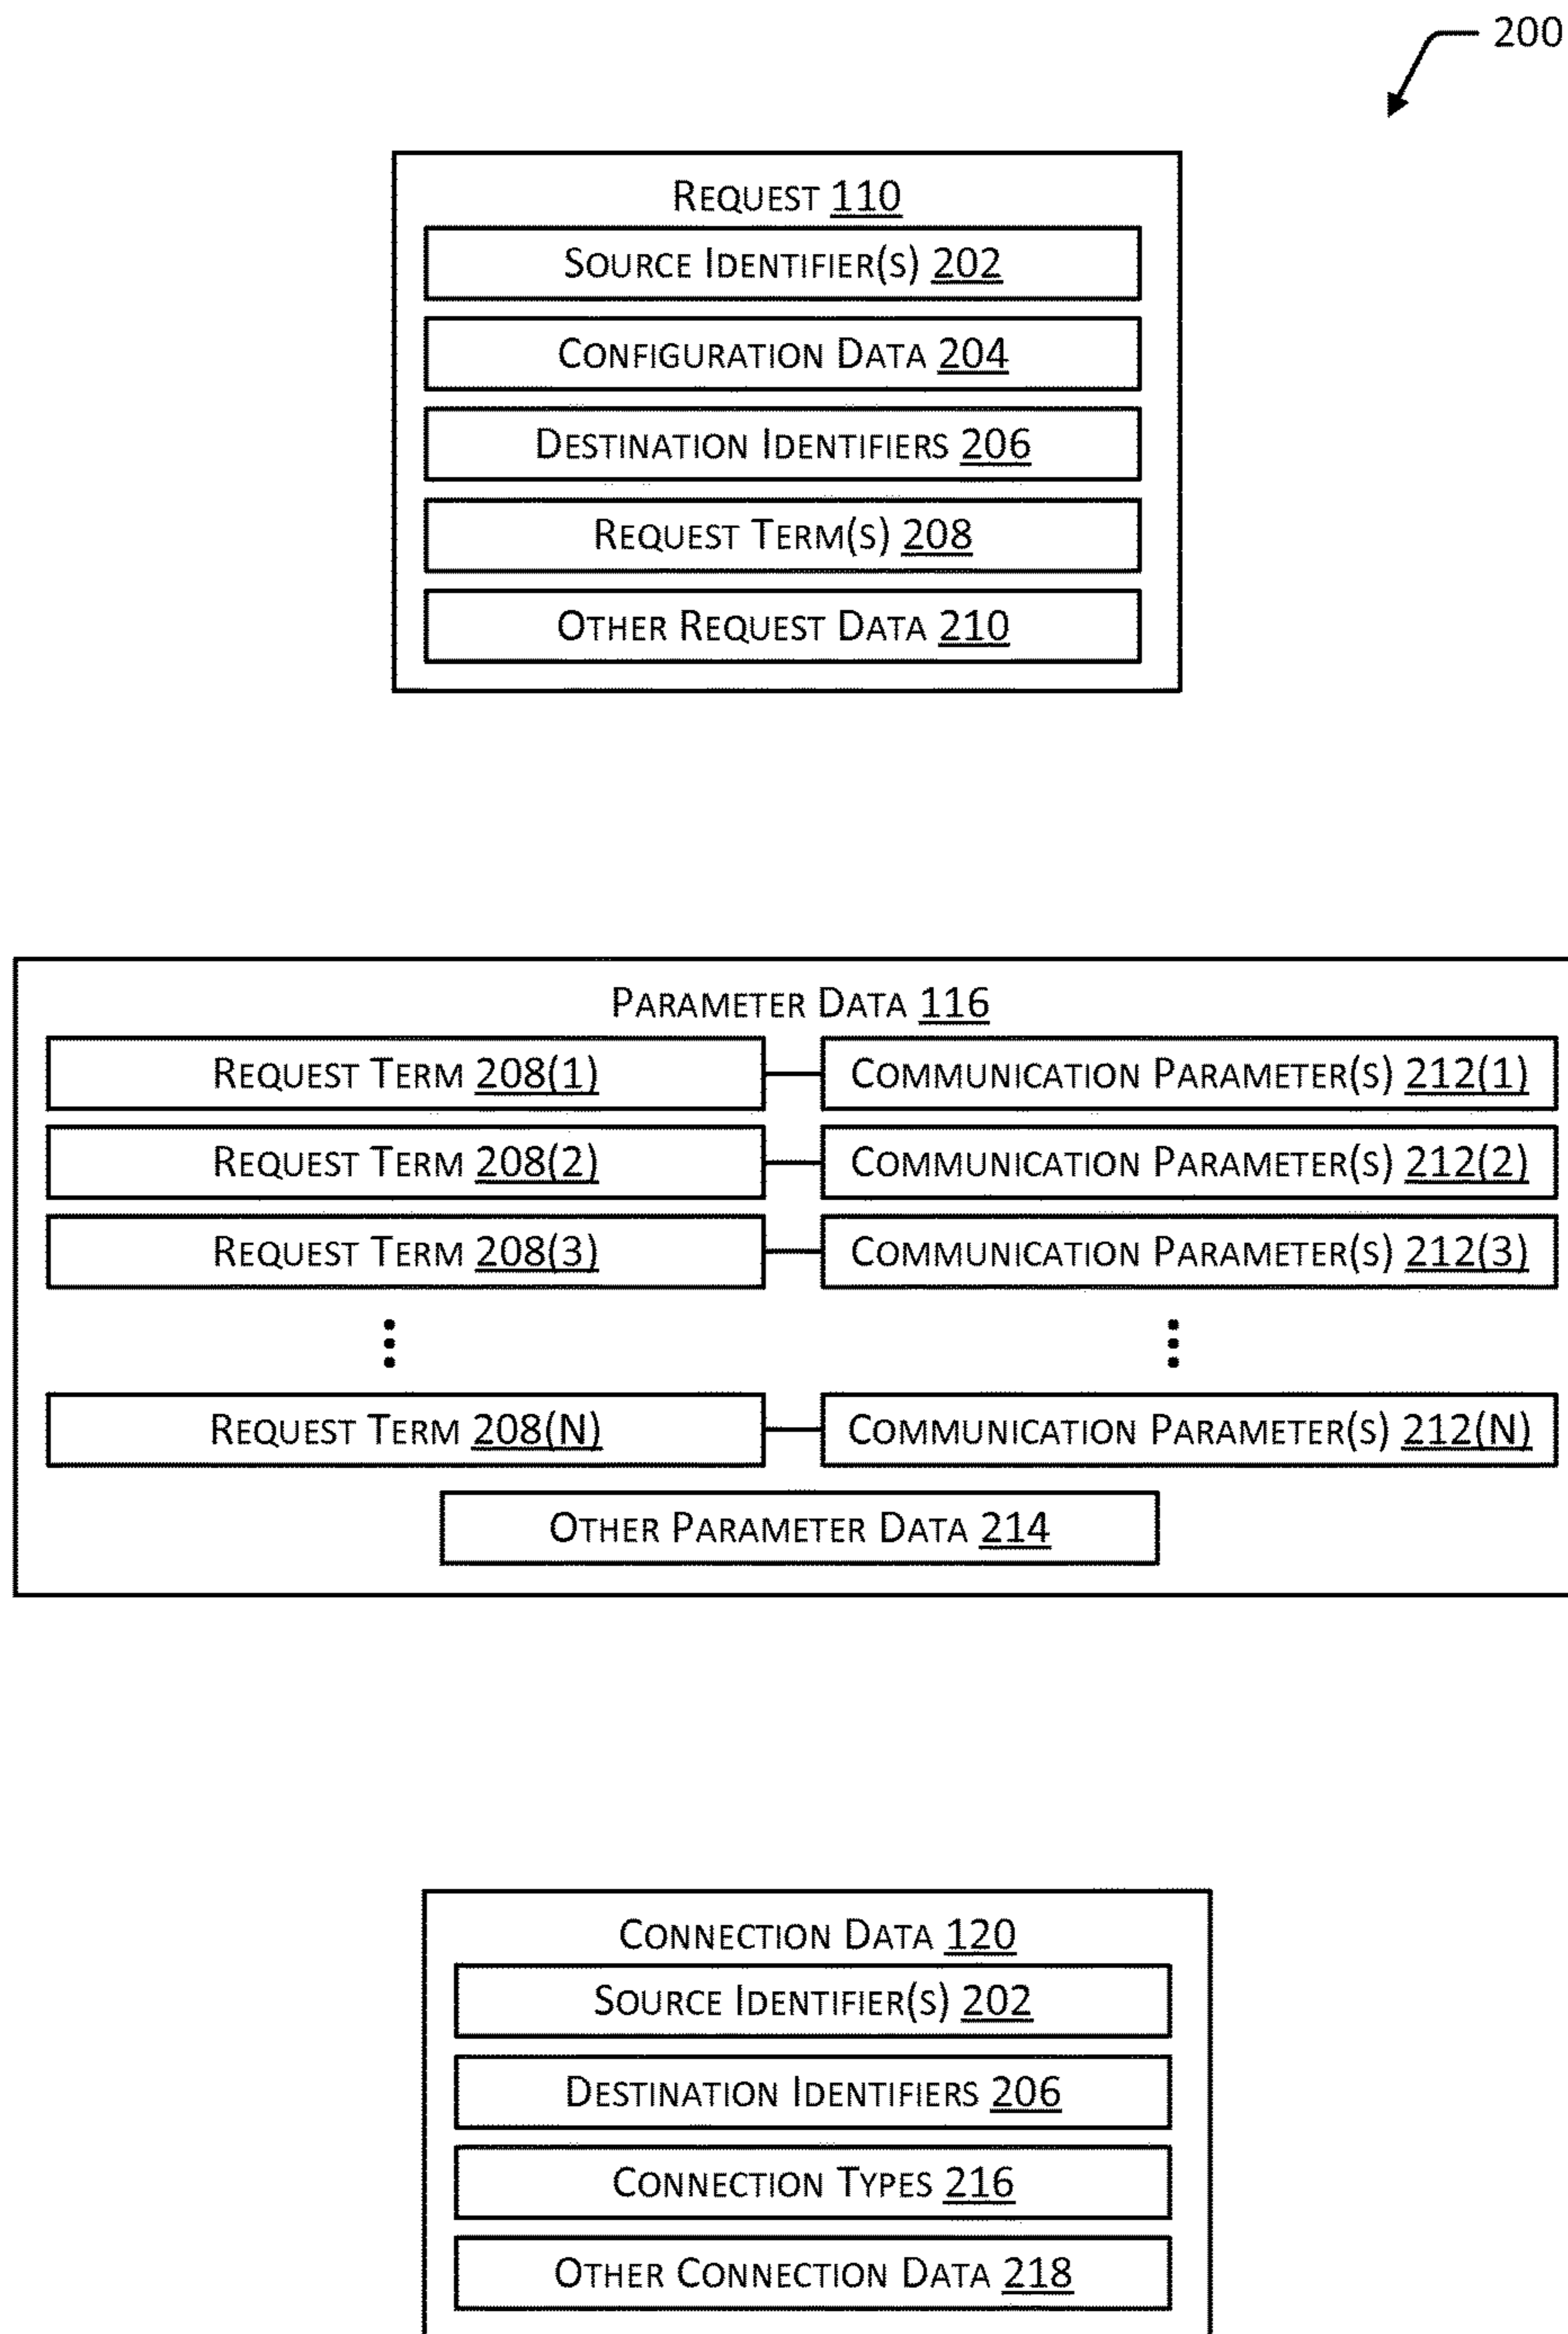 200
REQUEST 110
SOURCE IDENTIFIER(S) 202
CONFIGURATION DATA 204
DESTINATION IDENTIFIERS 206
REQUEST TERM(S) 208
OTHER REQUEST DATA 210
PARAMETER DATA 116
REQUEST TERM 208(1) COMMUNICATION PARAMETER(S) 212(1)
REQUEST TERM 208(2) COMMUNICATION PARAMETER(S) 212(2)
REQUEST TERM 208(3) COMMUNICATION PARAMETER(S) 212(3)
REQUEST TERM 208(N) COMMUNICATION PARAMETER(S) 212(N)
OTHER PARAMETER DATA 214
CONNECTION DATA 120
SOURCE IDENTIFIER(S) 202
DESTINATION IDENTIFIERS 206
CONNECTION TYPES 216
OTHER CONNECTION DATA 218